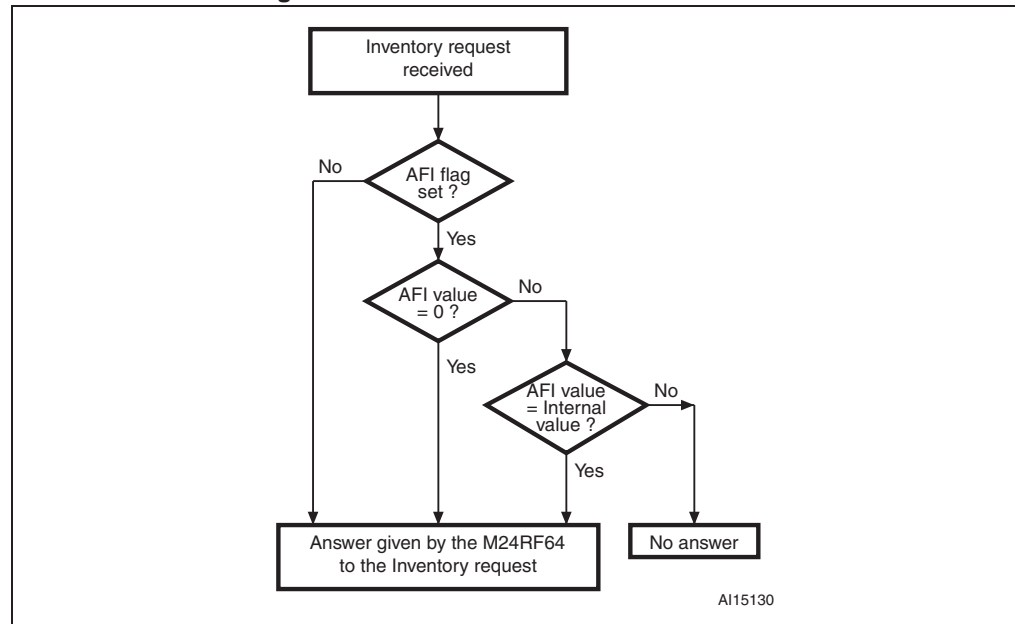 Inventory request
received
No
AFI flag
set ?
Yes
AFI value
= 0 ?
No
Yes
AFI value
= Internal
value ?
No
Yes
Answer given by the M24RF64
to the Inventory request
No answer
AI15130